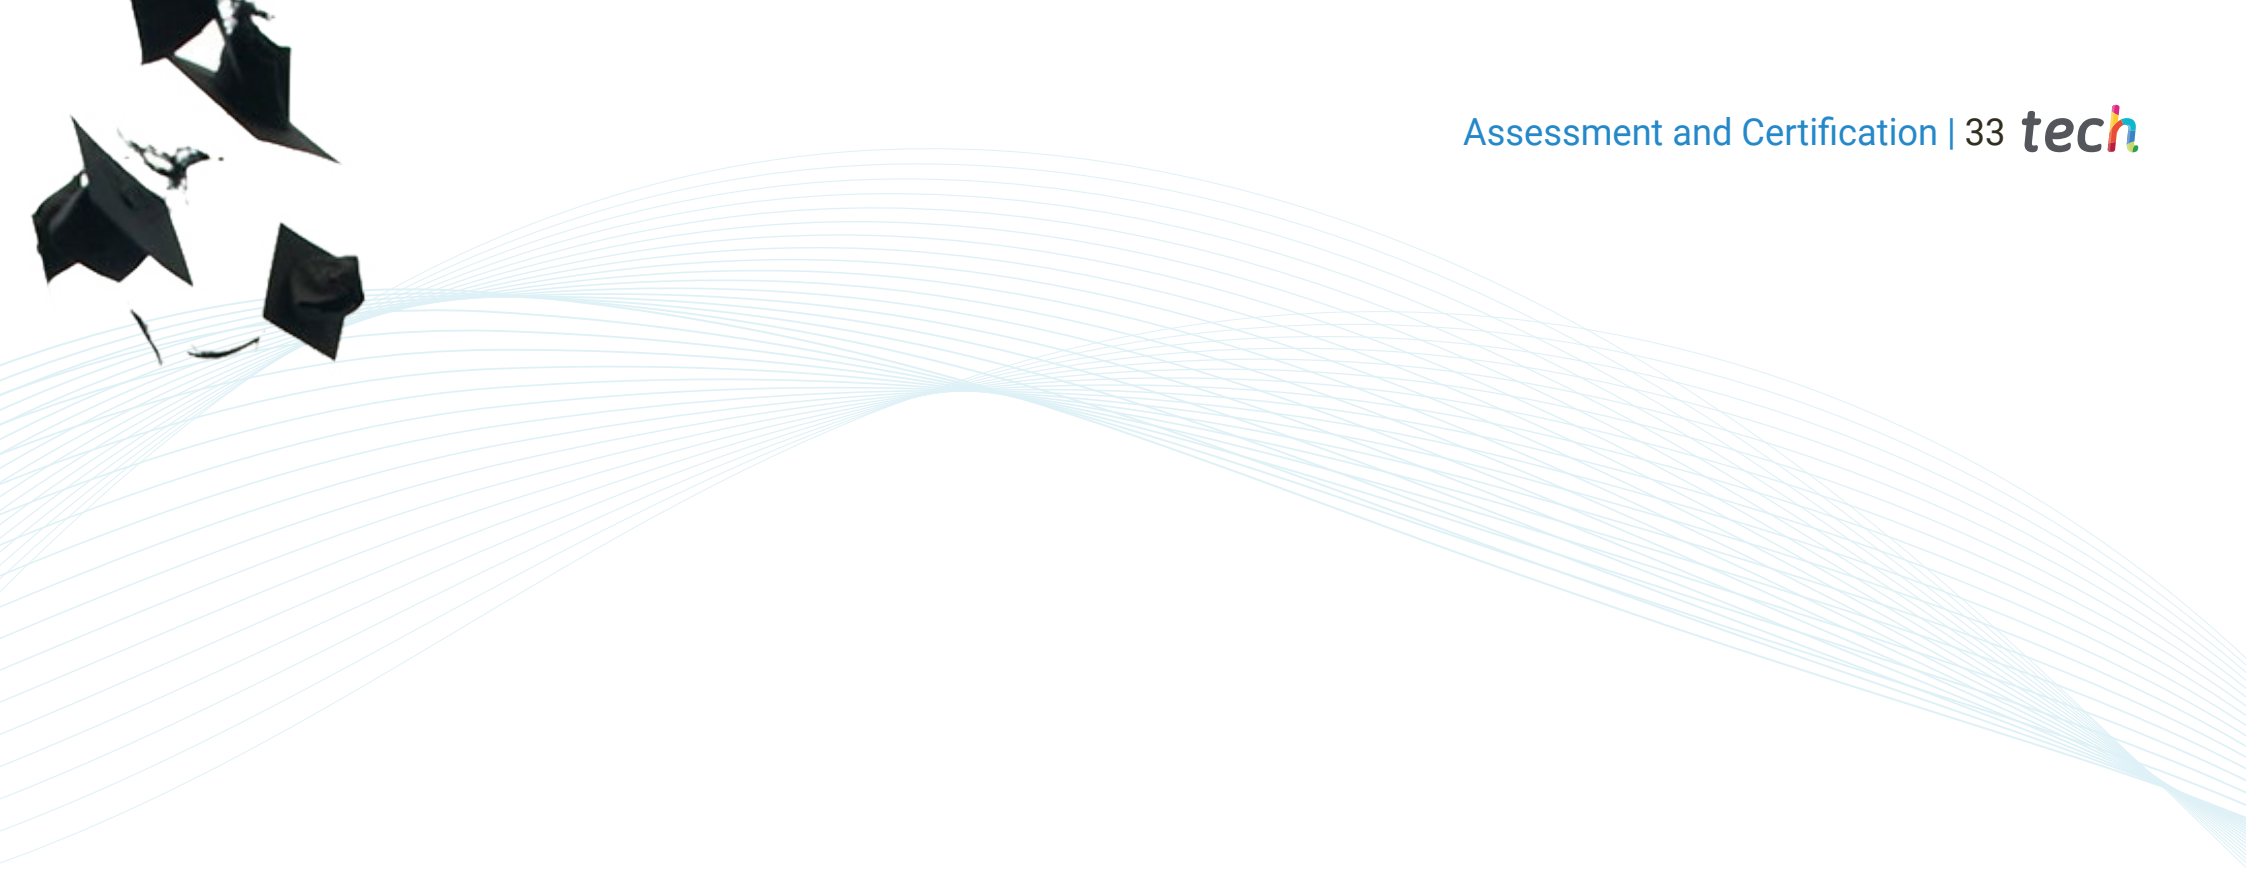 Assessment and Certification | 33 tech